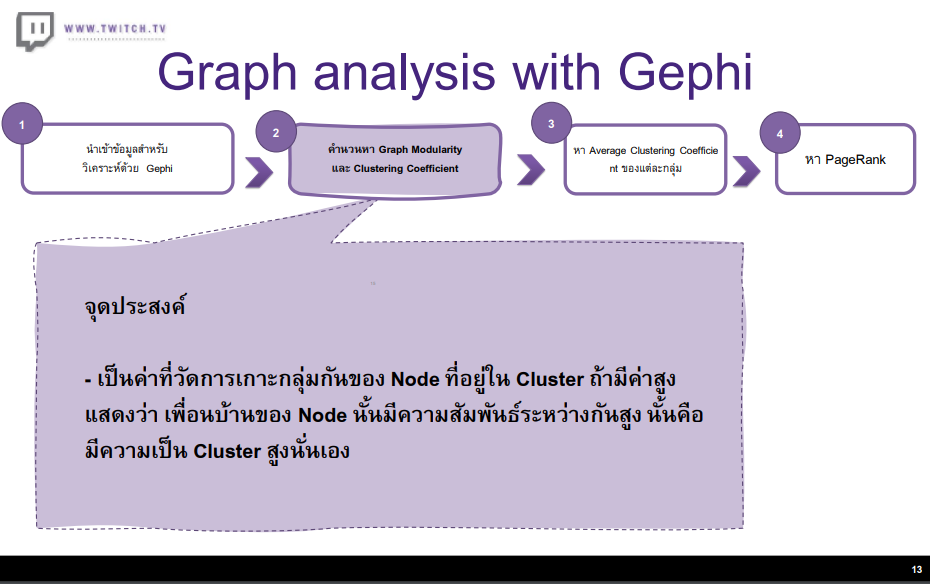 WWW.TWITCH.TV
Graph analysis with Gephi
1
นำเข้าข้อมูลสำหรับ
วิเคราะห์ด้วย Gephi
2
คำนวนหา Graph Modularity
และ Clustering Coefficient
3
หา Average Clustering Coefficie
nt ของแต่ละกลุ่ม
4
หา PageRank
จุดประสงค์
- เป็นค่าที่วัดการเกาะกลุ่มกันของ Node ที่อยู่ใน Cluster ถ้ามีค่าสูง
แสดงว่า เพื่อนบ้านของ Node นั้นมีความสัมพันธ์ระหว่างกันสูง นั้นคือ
มีความเป็น Cluster สูงนั่นเอง
13